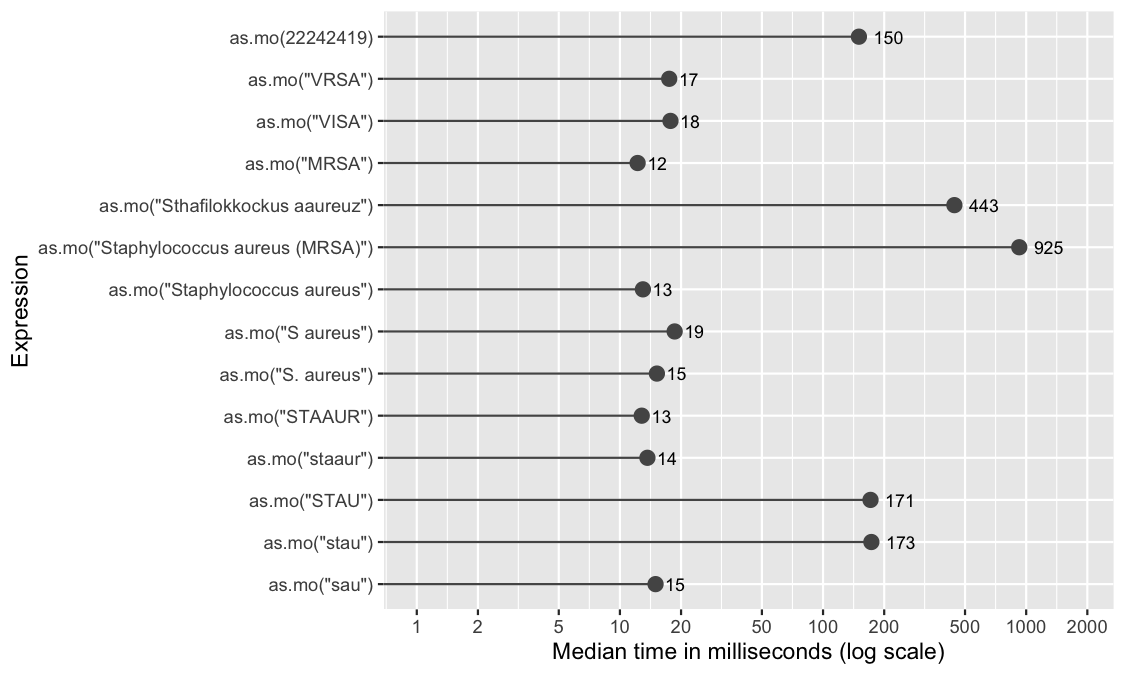 as.mo(22242419) 150
as.mo("VRSA") 17
as.mo("VISA") 18
as.mo("MRSA") 12
as.mo("Sthafilokkockus aaureuz") 443
as.mo("Staphylococcus aureus (MRSA)") 925
as.mo("Staphylococcus aureus") 13
as.mo("S aureus") 19
as.mo("S. aureus") 15
as.mo("STAAUR") 13
as.mo("staaur") 14
as.mo("STAU") 171
as.mo("stau") 173
as.mo("sau") 15
Expression
1 2 5 10 20 50 100 200 500 1000 2000
Median time in milliseconds (log scale)